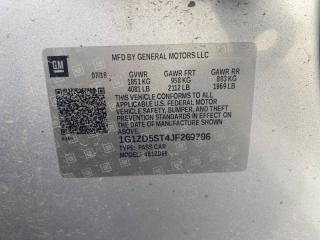 GM
MFD BY GENERAL MOTORS LLC
07/18 GVWR GAWR FRT GAWR RR
1851 KG 958 KG 893 KG
4081 LB 2112 LB 1969 LB
THIS VEHICLE CONFORMS TO ALL APPLICABLE
U.S. FEDERAL MOTOR
VEHICLE SAFETY, BUMPER, AND THEFT
PREVENTION STANDARDS IN EFFECT ON
THE DATE OF MANUFACTURE SHOWN
ABOVE.
1G1ZD5ST4JF269796
TYPE: PASS CAR
MODEL: 4B1ZD69